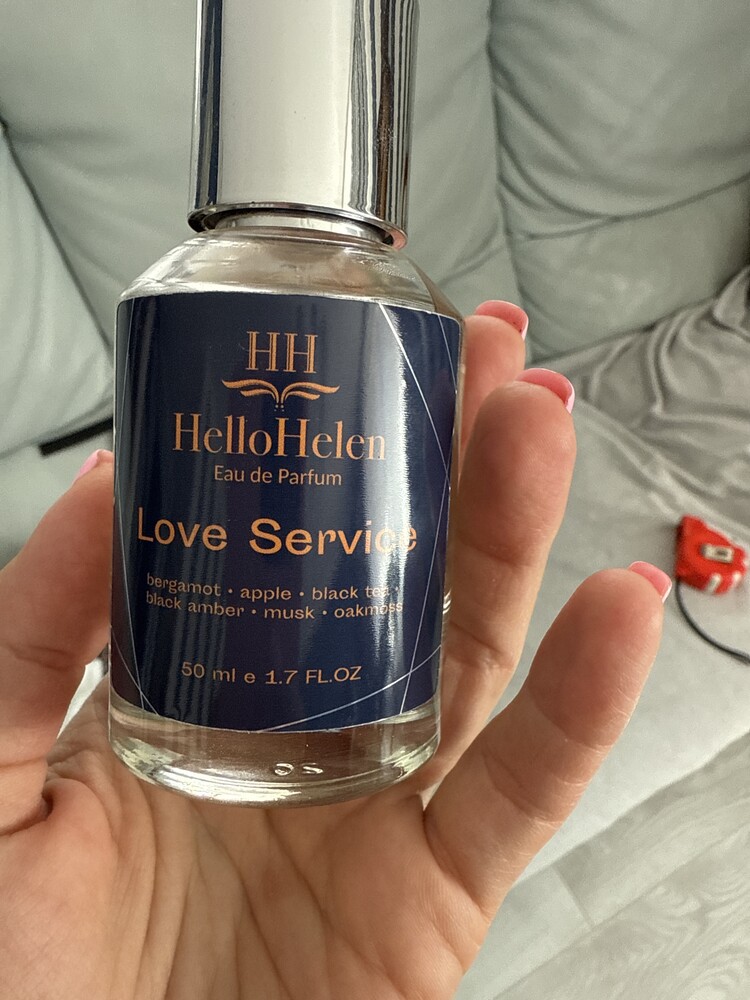 HH
HelloHelen
Eau de Parfum
Love Service
bergamot • apple • black tea •
black amber • musk • oakmoss
50 ml e 1.7 FL.OZ